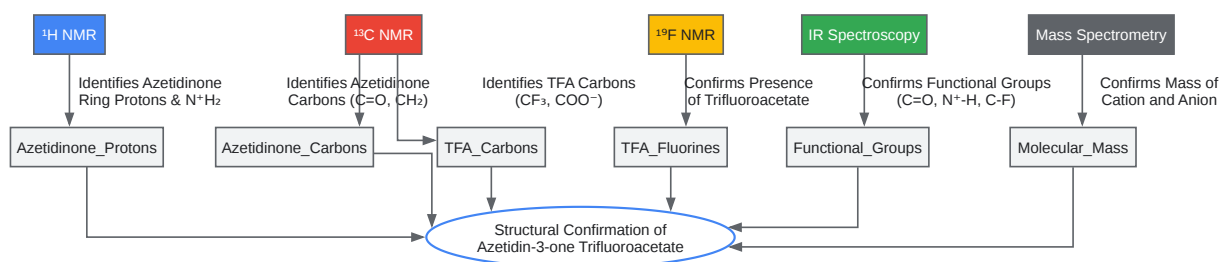 ¹H NMR
¹³C NMR
¹⁹F NMR
IR Spectroscopy
Mass Spectrometry
Identifies Azetidinone
Ring Protons & N⁺H₂
Identifies Azetidinone
Carbons (C=O, CH₂)
Identifies TFA Carbons
(CF₃, COO⁻)
Confirms Presence
of Trifluoroacetate
Confirms Functional Groups
(C=O, N⁺-H, C-F)
Confirms Mass of
Cation and Anion
Azetidinone_Protons
Azetidinone_Carbons
TFA_Carbons
TFA_Fluorines
Functional_Groups
Molecular_Mass
Structural Confirmation of
Azetidin-3-one Trifluoroacetate